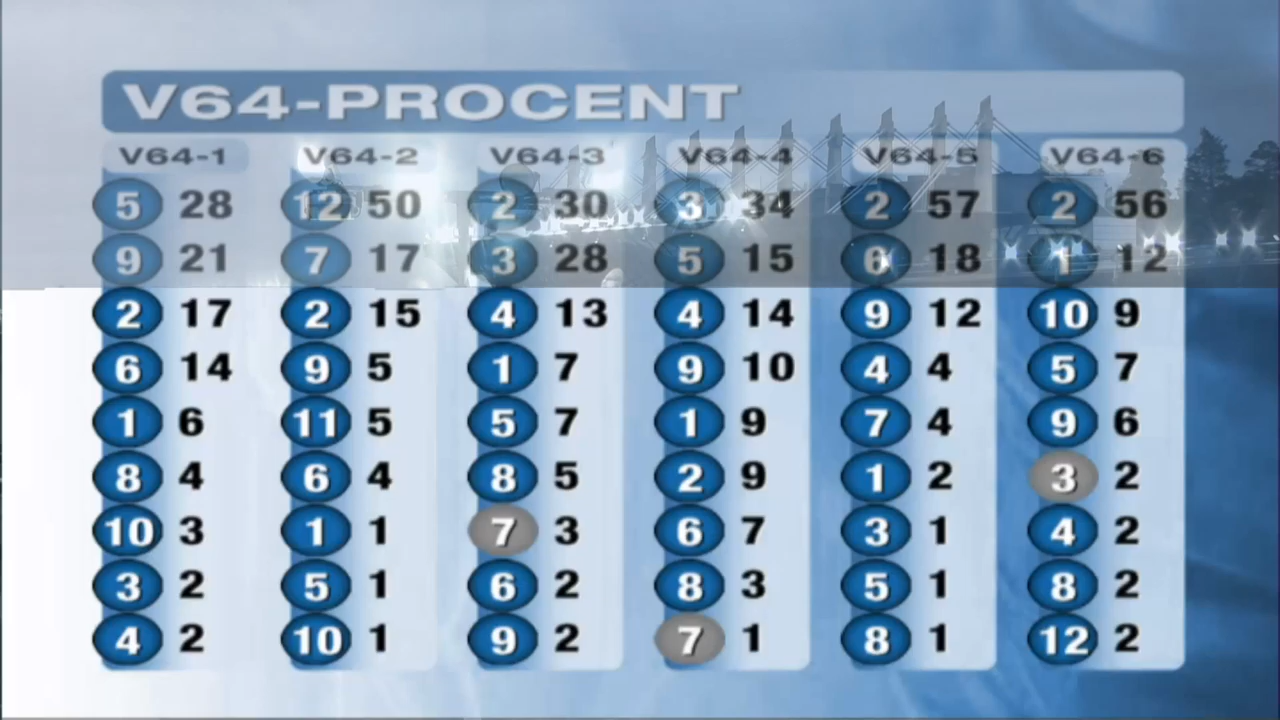 V64-PROCENT
V64-1 V64-2 V64-3 V64-4 V64-5 V64-6
5 28 12 50 2 30 3 34 2 57 2 56
9 21 7 17 3 28 5 15 6 18 1 12
2 17 2 15 4 13 4 14 9 12 10 9
6 14 9 5 1 7 9 10 4 4 5 7
1 6 11 5 5 7 1 9 7 4 9 6
8 4 6 4 8 5 2 9 1 2 3 2
10 3 1 1 7 3 6 7 3 1 4 2
3 2 5 1 6 2 8 3 5 1 8 2
4 2 10 1 9 2 7 1 8 1 12 2